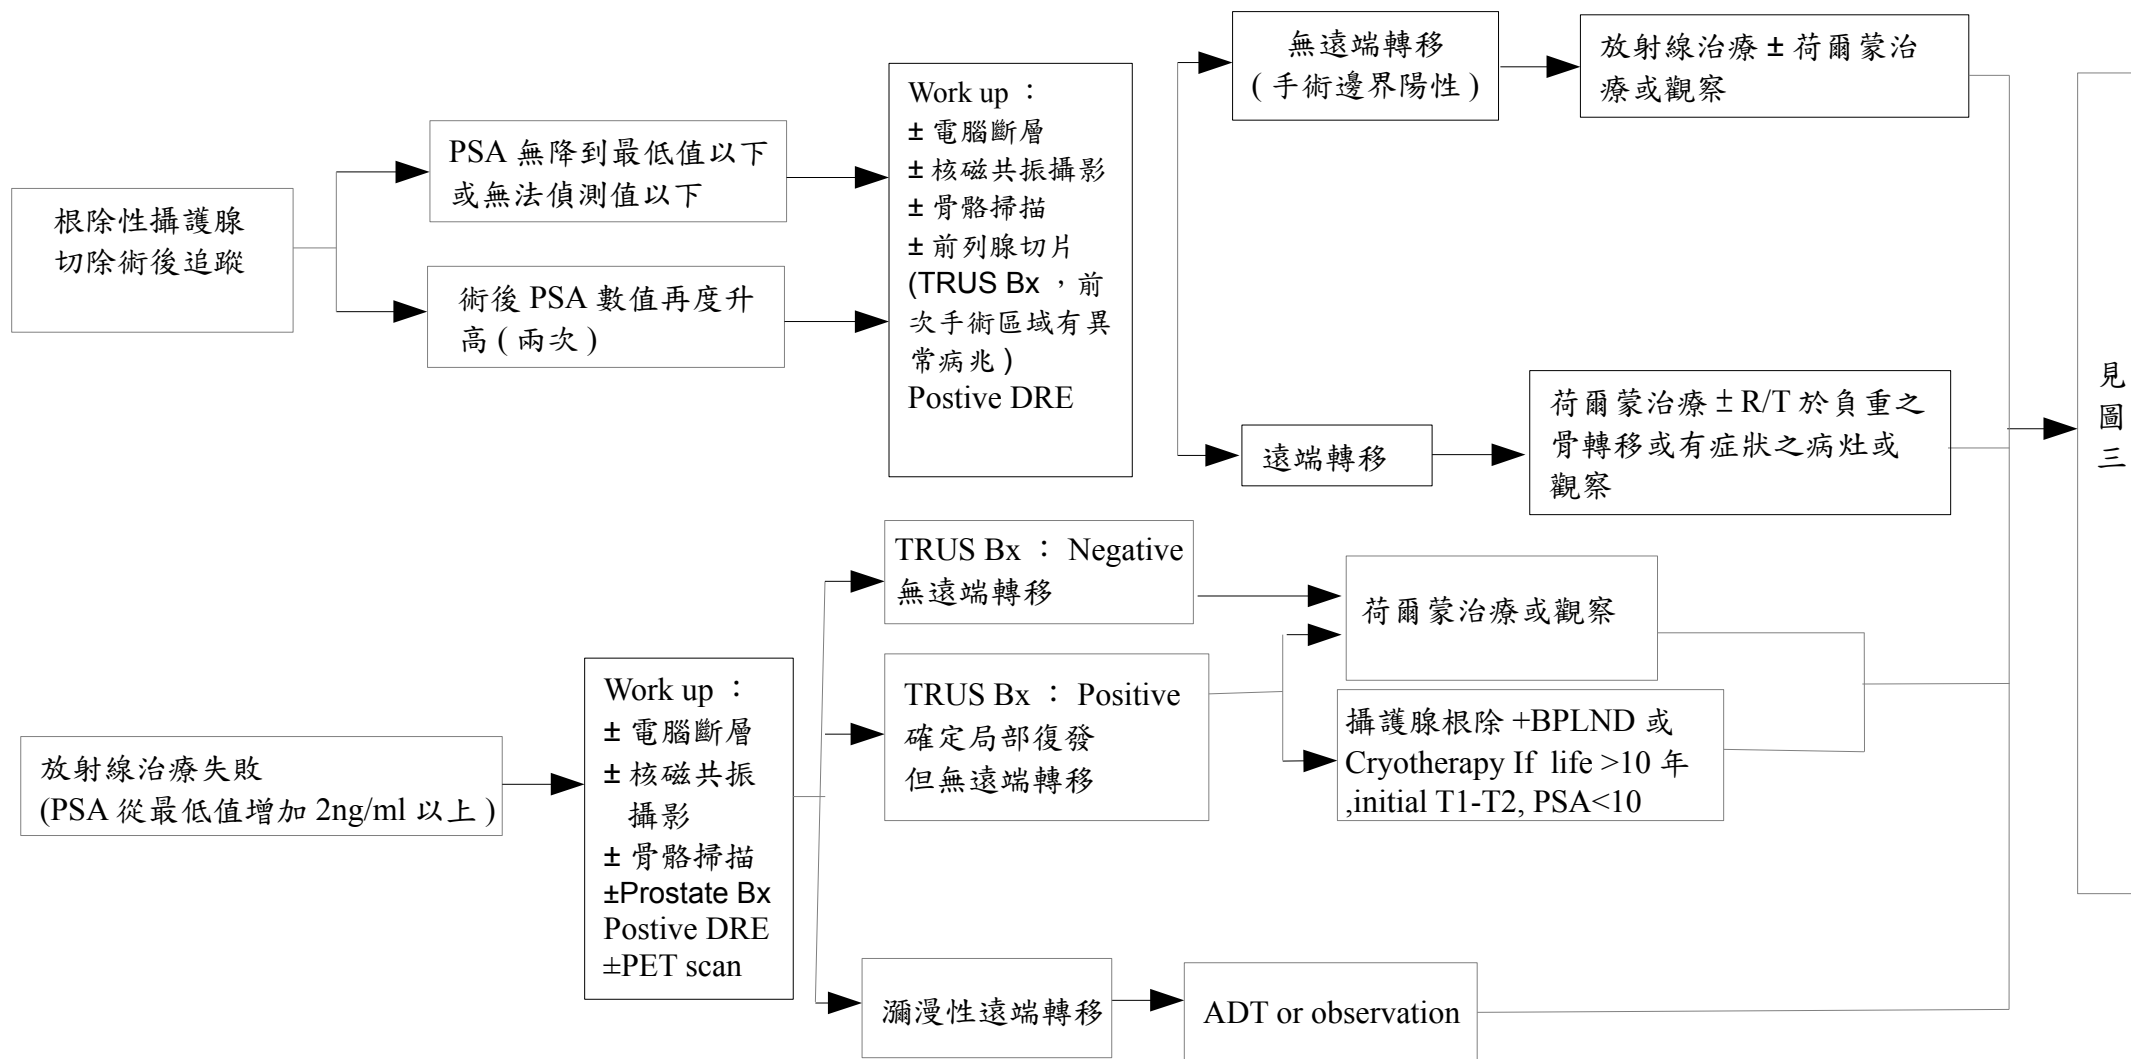 根除性攝護腺
切除術後追蹤
PSA 無降到最低值以下
或無法偵測值以下
術後 PSA 數值再度升
高 ( 兩次 )
Work up ：
± 電腦斷層
± 核磁共振攝影
± 骨骼掃描
± 前列腺切片
(TRUS Bx ，前
次手術區域有異
常病兆 )
Postive DRE
無遠端轉移
( 手術邊界陽性 )
放射線治療 ± 荷爾蒙治
療或觀察
遠端轉移
荷爾蒙治療 ± R/T 於負重之
骨轉移或有症狀之病灶或
觀察
見
圖
三
放射線治療失敗
(PSA 從最低值增加 2ng/ml 以上 )
Work up ：
± 電腦斷層
± 核磁共振
攝影
± 骨骼掃描
±Prostate Bx
Postive DRE
±PET scan
TRUS Bx ： Negative
無遠端轉移
TRUS Bx ： Positive
確定局部復發
但無遠端轉移
荷爾蒙治療或觀察
攝護腺根除 +BPLND 或
Cryotherapy If life >10 年
,initial T1-T2, PSA<10
瀰漫性遠端轉移
ADT or observation